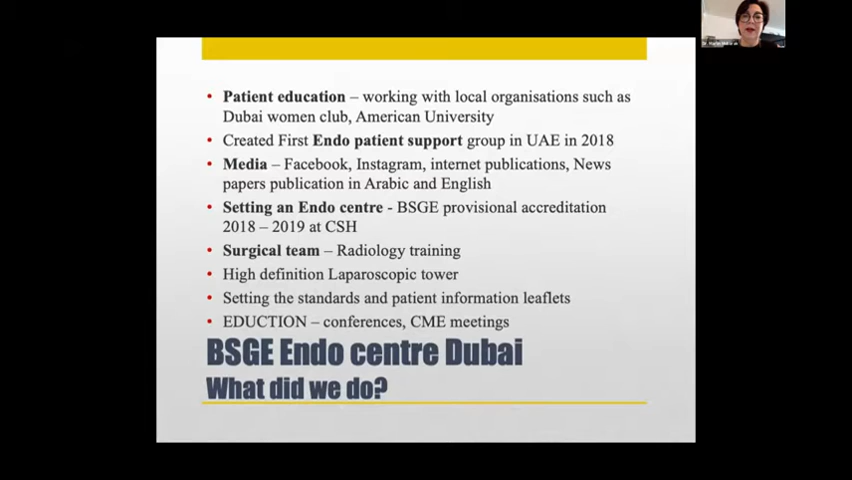 • Patient education – working with local organisations such as
Dubai women club, American University
• Created First Endo patient support group in UAE in 2018
• Media – Facebook, Instagram, internet publications, News
papers publication in Arabic and English
• Setting an Endo centre - BSGE provisional accreditation
2018 – 2019 at CSH
• Surgical team – Radiology training
• High definition Laparoscopic tower
• Setting the standards and patient information leaflets
• EDUCTION – conferences, CME meetings
BSGE Endo centre Dubai
What did we do?